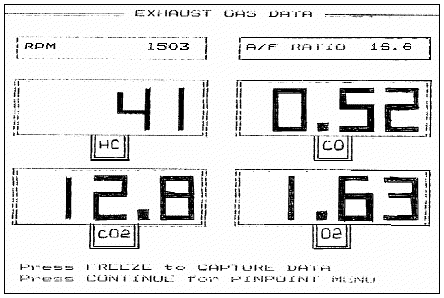 EXHAUST GAS DATA
RPM 1503
A/F RATIO 15.6
41
HC
0.52
CO
12.8
CO2
1.63
O2
Press FREEZE to CAPTURE DATA
Press CONTINUE for PINPOINT MENU